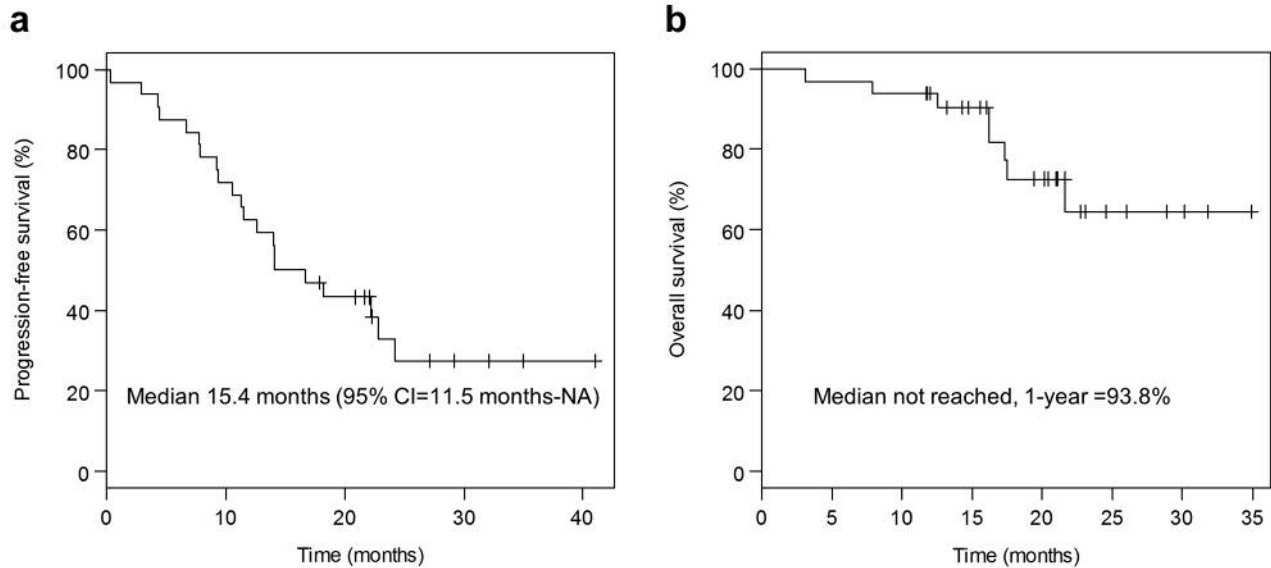 a
Progression-free survival (%)
100
80
60
40
20
0
Median 15.4 months (95% CI=11.5 months-NA)
0 10 20 30 40
Time (months)
b
Overall survival (%)
100
80
60
40
20
0
Median not reached, 1-year =93.8%
0 5 10 15 20 25 30 35
Time (months)